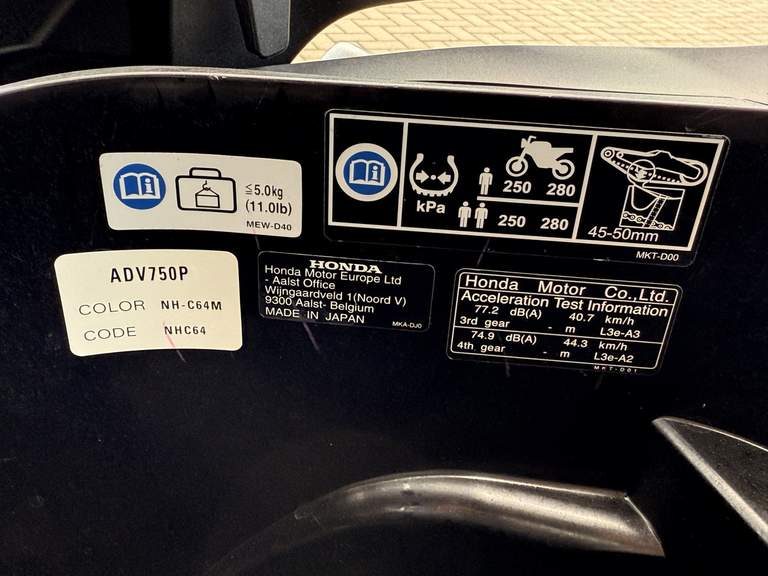 ≦5.0kg
(11.0lb)
MEW-D40
kPa
250 280
250 280
45-50mm
MKT-D00
ADV750P
COLOR NH-C64M
CODE NHC64
HONDA
Honda Motor Europe Ltd
- Aalst Office
Wijngaardveld 1(Noord V)
9300 Aalst- Belgium
MADE IN JAPAN
MKA-DJ0
Honda Motor Co.,Ltd.
Acceleration Test Information
77.2 dB(A) 40.7 km/h
3rd gear - m L3e-A3
74.9 dB(A) 44.3 km/h
4th gear - m L3e-A2
MKT-D61